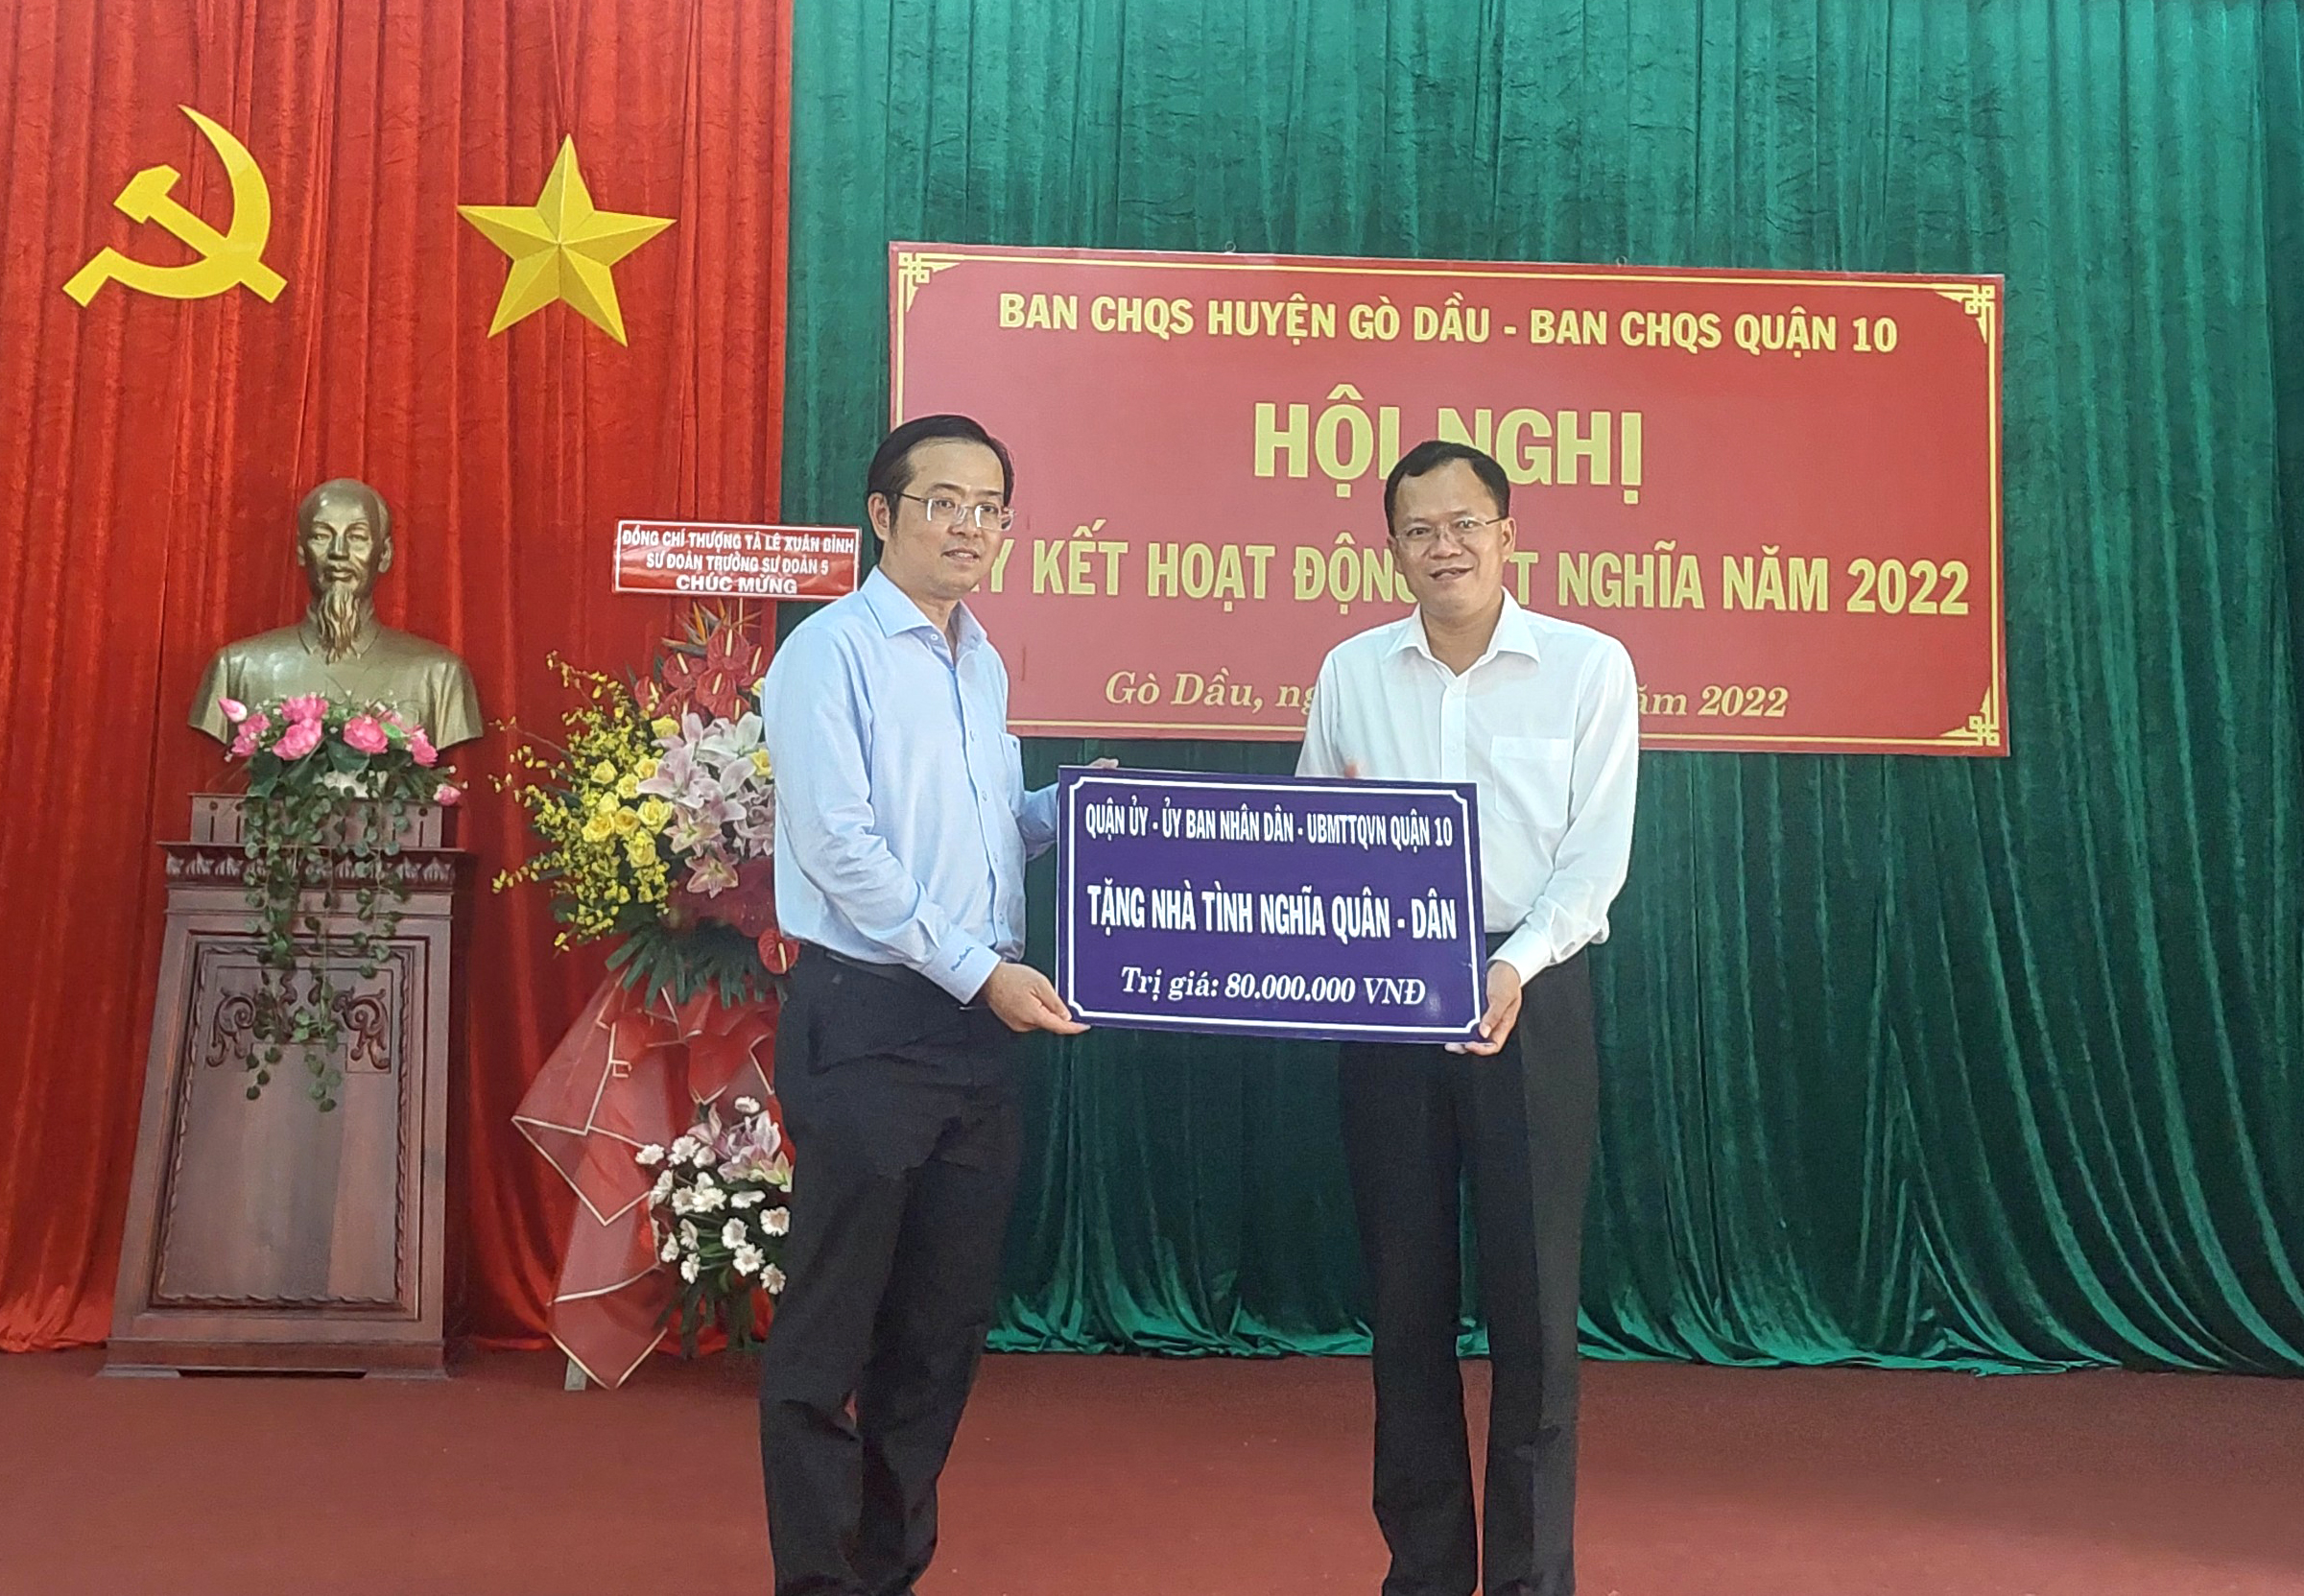 BAN CHQS HUYỆN GÒ DẦU - BAN CHQS QUẬN 10
HỘI NGHỊ
KẾT HOẠT ĐỘNG NGHĨA NĂM 2022
Gò Dầu, năm 2022
ĐỒNG CHÍ THƯỢNG TÁ LÊ XUÂN BÌNH
SƯ ĐOÀN TRƯỞNG SƯ ĐOÀN 5
CHÚC MỪNG
QUẬN ỦY - ỦY BAN NHÂN DÂN - UBMTTQVN QUẬN 10
TẶNG NHÀ TÌNH NGHĨA QUÂN - DÂN
Trị giá: 80.000.000 VNĐ